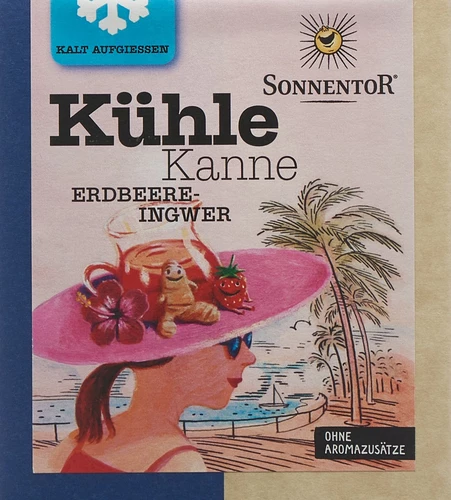 KALT AUFGIESSEN
SONNENTOR®
Kühle
Kanne
ERDBEERE-
INGWER
OHNE
AROMAZUSÄTZE